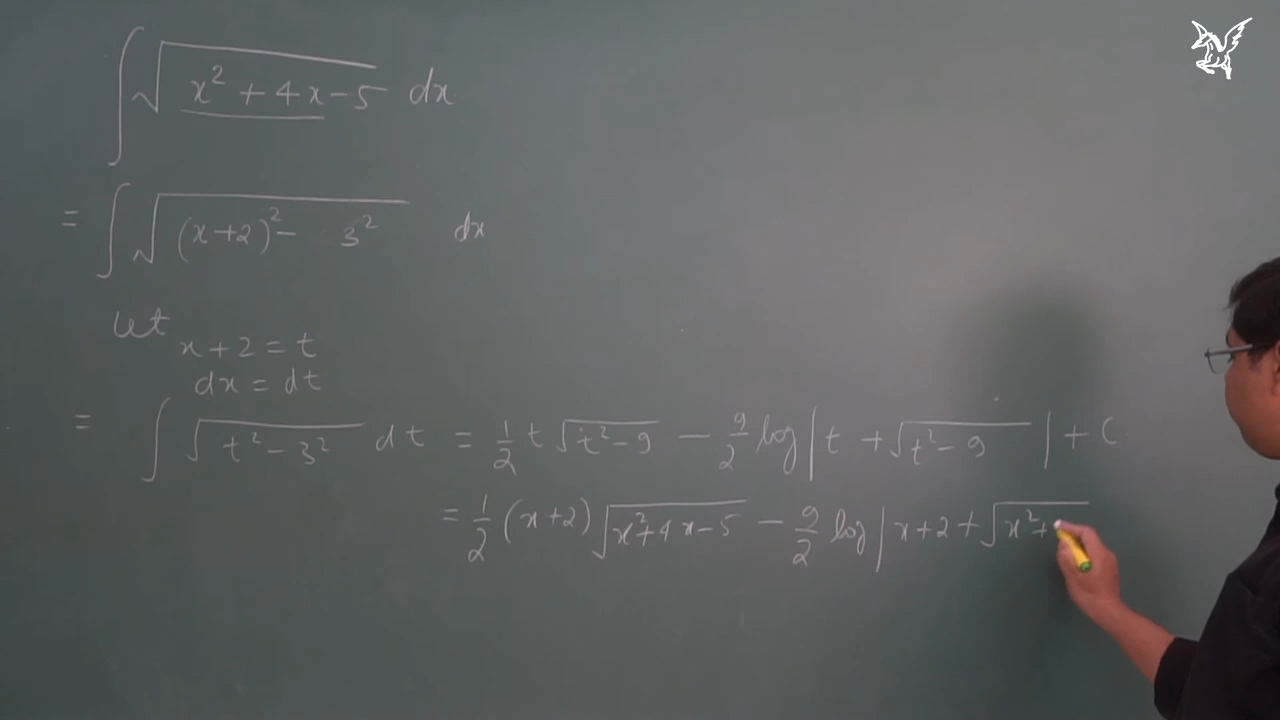 ∫ √(x² + 4x - 5) dx
= ∫ √((x+2)² - 3²) dx
Let
x + 2 = t
dx = dt
= ∫ √(t² - 3²) dt = 1/2 t √(t² - 9) - 9/2 log | t + √(t² - 9) | + C
= 1/2 (x+2) √(x² + 4x - 5) - 9/2 log | x + 2 + √(x² +